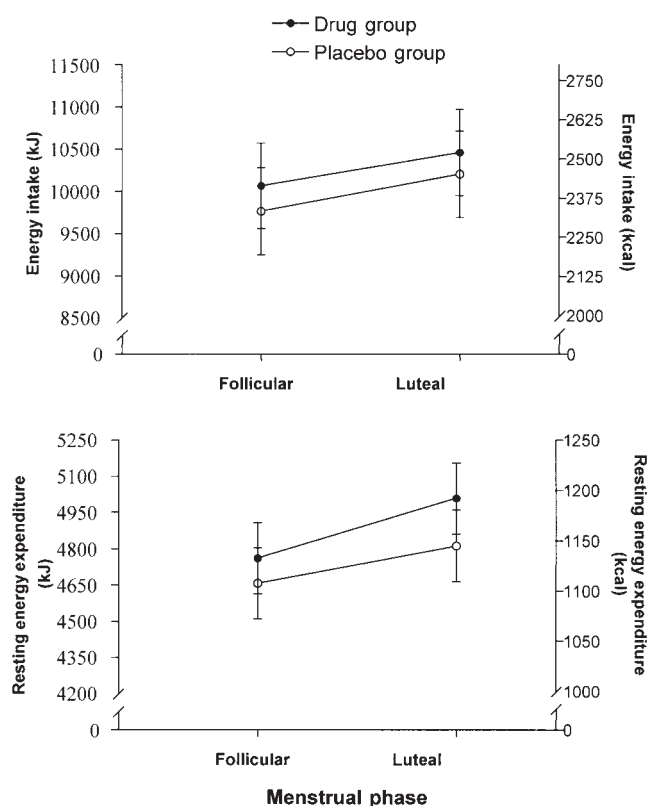 Drug group
Placebo group
Energy intake (kJ)
11500
11000
10500
10000
9500
9000
8500
0
2750
2625
2500
2375
2250
2125
2000
0
Energy intake (kcal)
Follicular
Luteal
Resting energy expenditure
(kJ)
5250
5100
4950
4800
4650
4500
4350
4200
0
1250
1200
1150
1100
1050
1000
0
Resting energy expenditure
(kcal)
Follicular
Luteal
Menstrual phase